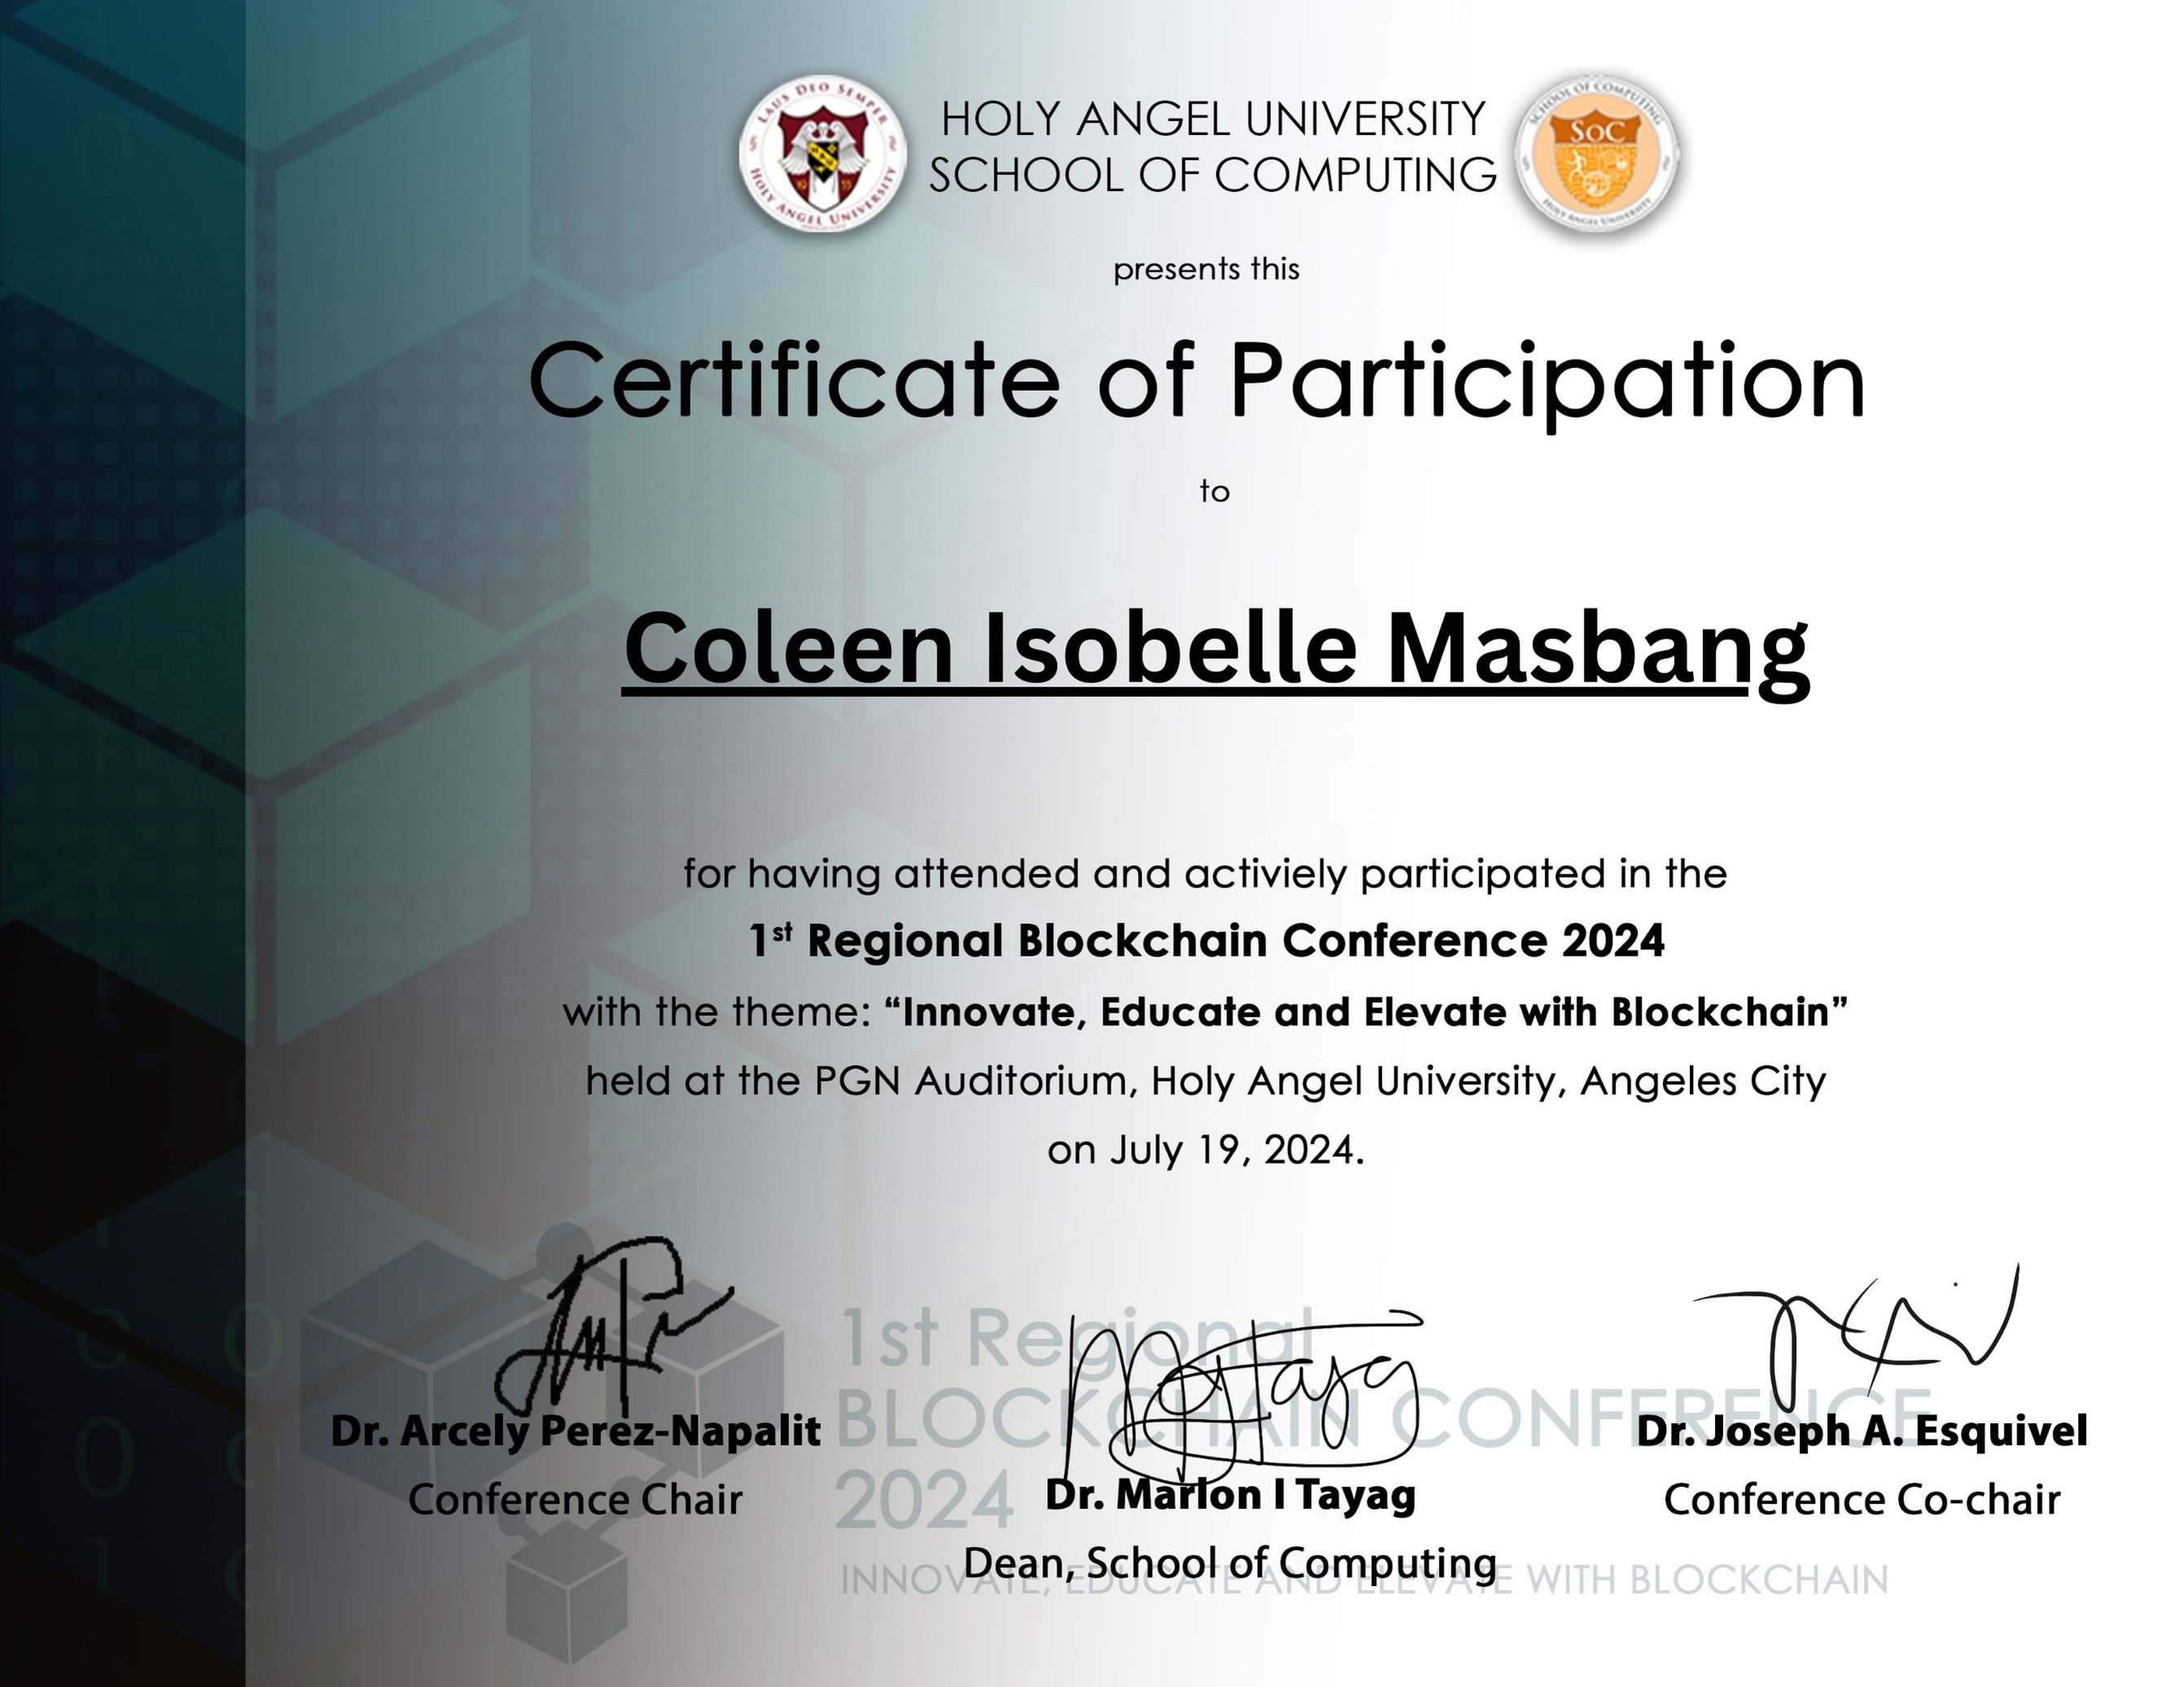 LAUS DEO SEMPER
HOLY ANGEL UNIVERSITY
HOLY ANGEL UNIVERSITY
SCHOOL OF COMPUTING
SCHOOL OF COMPUTING
SoC
HOLY ANGEL UNIVERSITY
presents this
Certificate of Participation
to
Coleen Isobelle Masbang
for having attended and activiely participated in the
1st Regional Blockchain Conference 2024
with the theme: “Innovate, Educate and Elevate with Blockchain”
held at the PGN Auditorium, Holy Angel University, Angeles City
on July 19, 2024.
1st Regional
BLOCKCHAIN CONFERENCE
2024
INNOVATE, EDUCATE AND ELEVATE WITH BLOCKCHAIN
Dr. Arcely Perez-Napalit
Conference Chair
Dr. Marlon I Tayag
Dean, School of Computing
Dr. Joseph A. Esquivel
Conference Co-chair